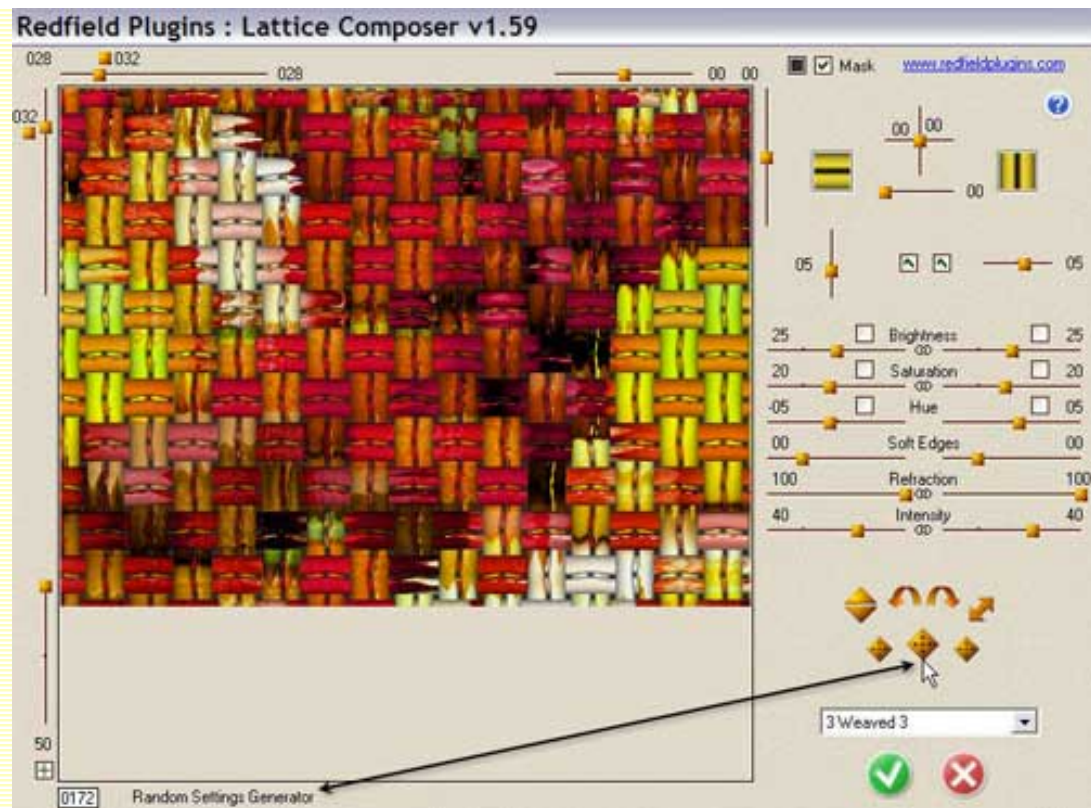 Redfield Plugins : Lattice Composer v1.59
028 032
028 00 00
Mask www.redfieldplugins.com
032
00 00
00
05 05
25 Brightness 25
20 Saturation 20
-05 Hue 05
00 Soft Edges 00
100 Refraction 100
40 Intensity 40
3 Weaved 3
50
0172 Random Settings Generator